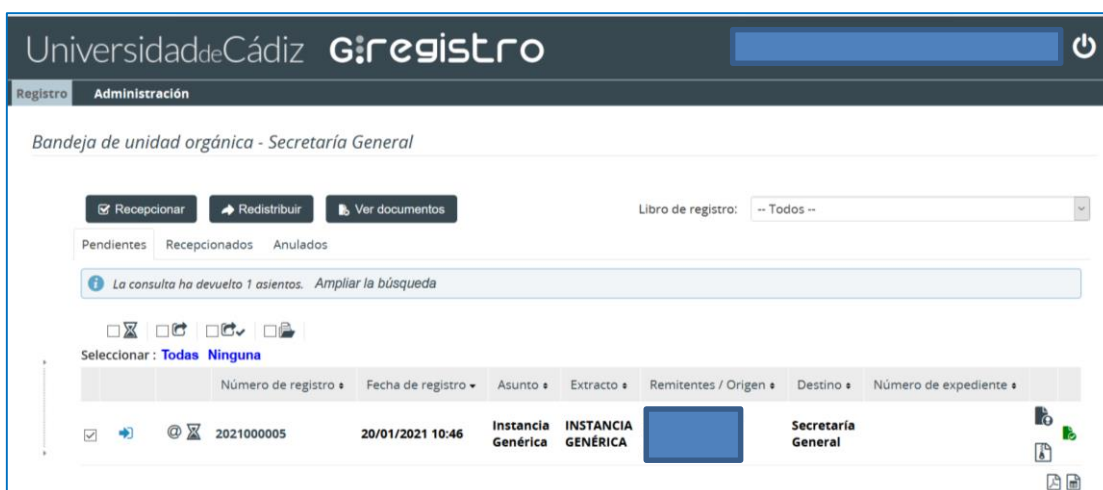 UniversidaddeCádiz G:registro
Registro Administración
Bandeja de unidad orgánica - Secretaría General
Recepcionar Redistribuir Ver documentos Libro de registro: -- Todos --
Pendientes Recepcionados Anulados
La consulta ha devuelto 1 asientos. Ampliar la búsqueda
Seleccionar : Todas Ninguna
Número de registro Fecha de registro Asunto Extracto Remitentes / Origen Destino Número de expediente
@ 2021000005 20/01/2021 10:46 Instancia Genérica INSTANCIA GENÉRICA Secretaría General